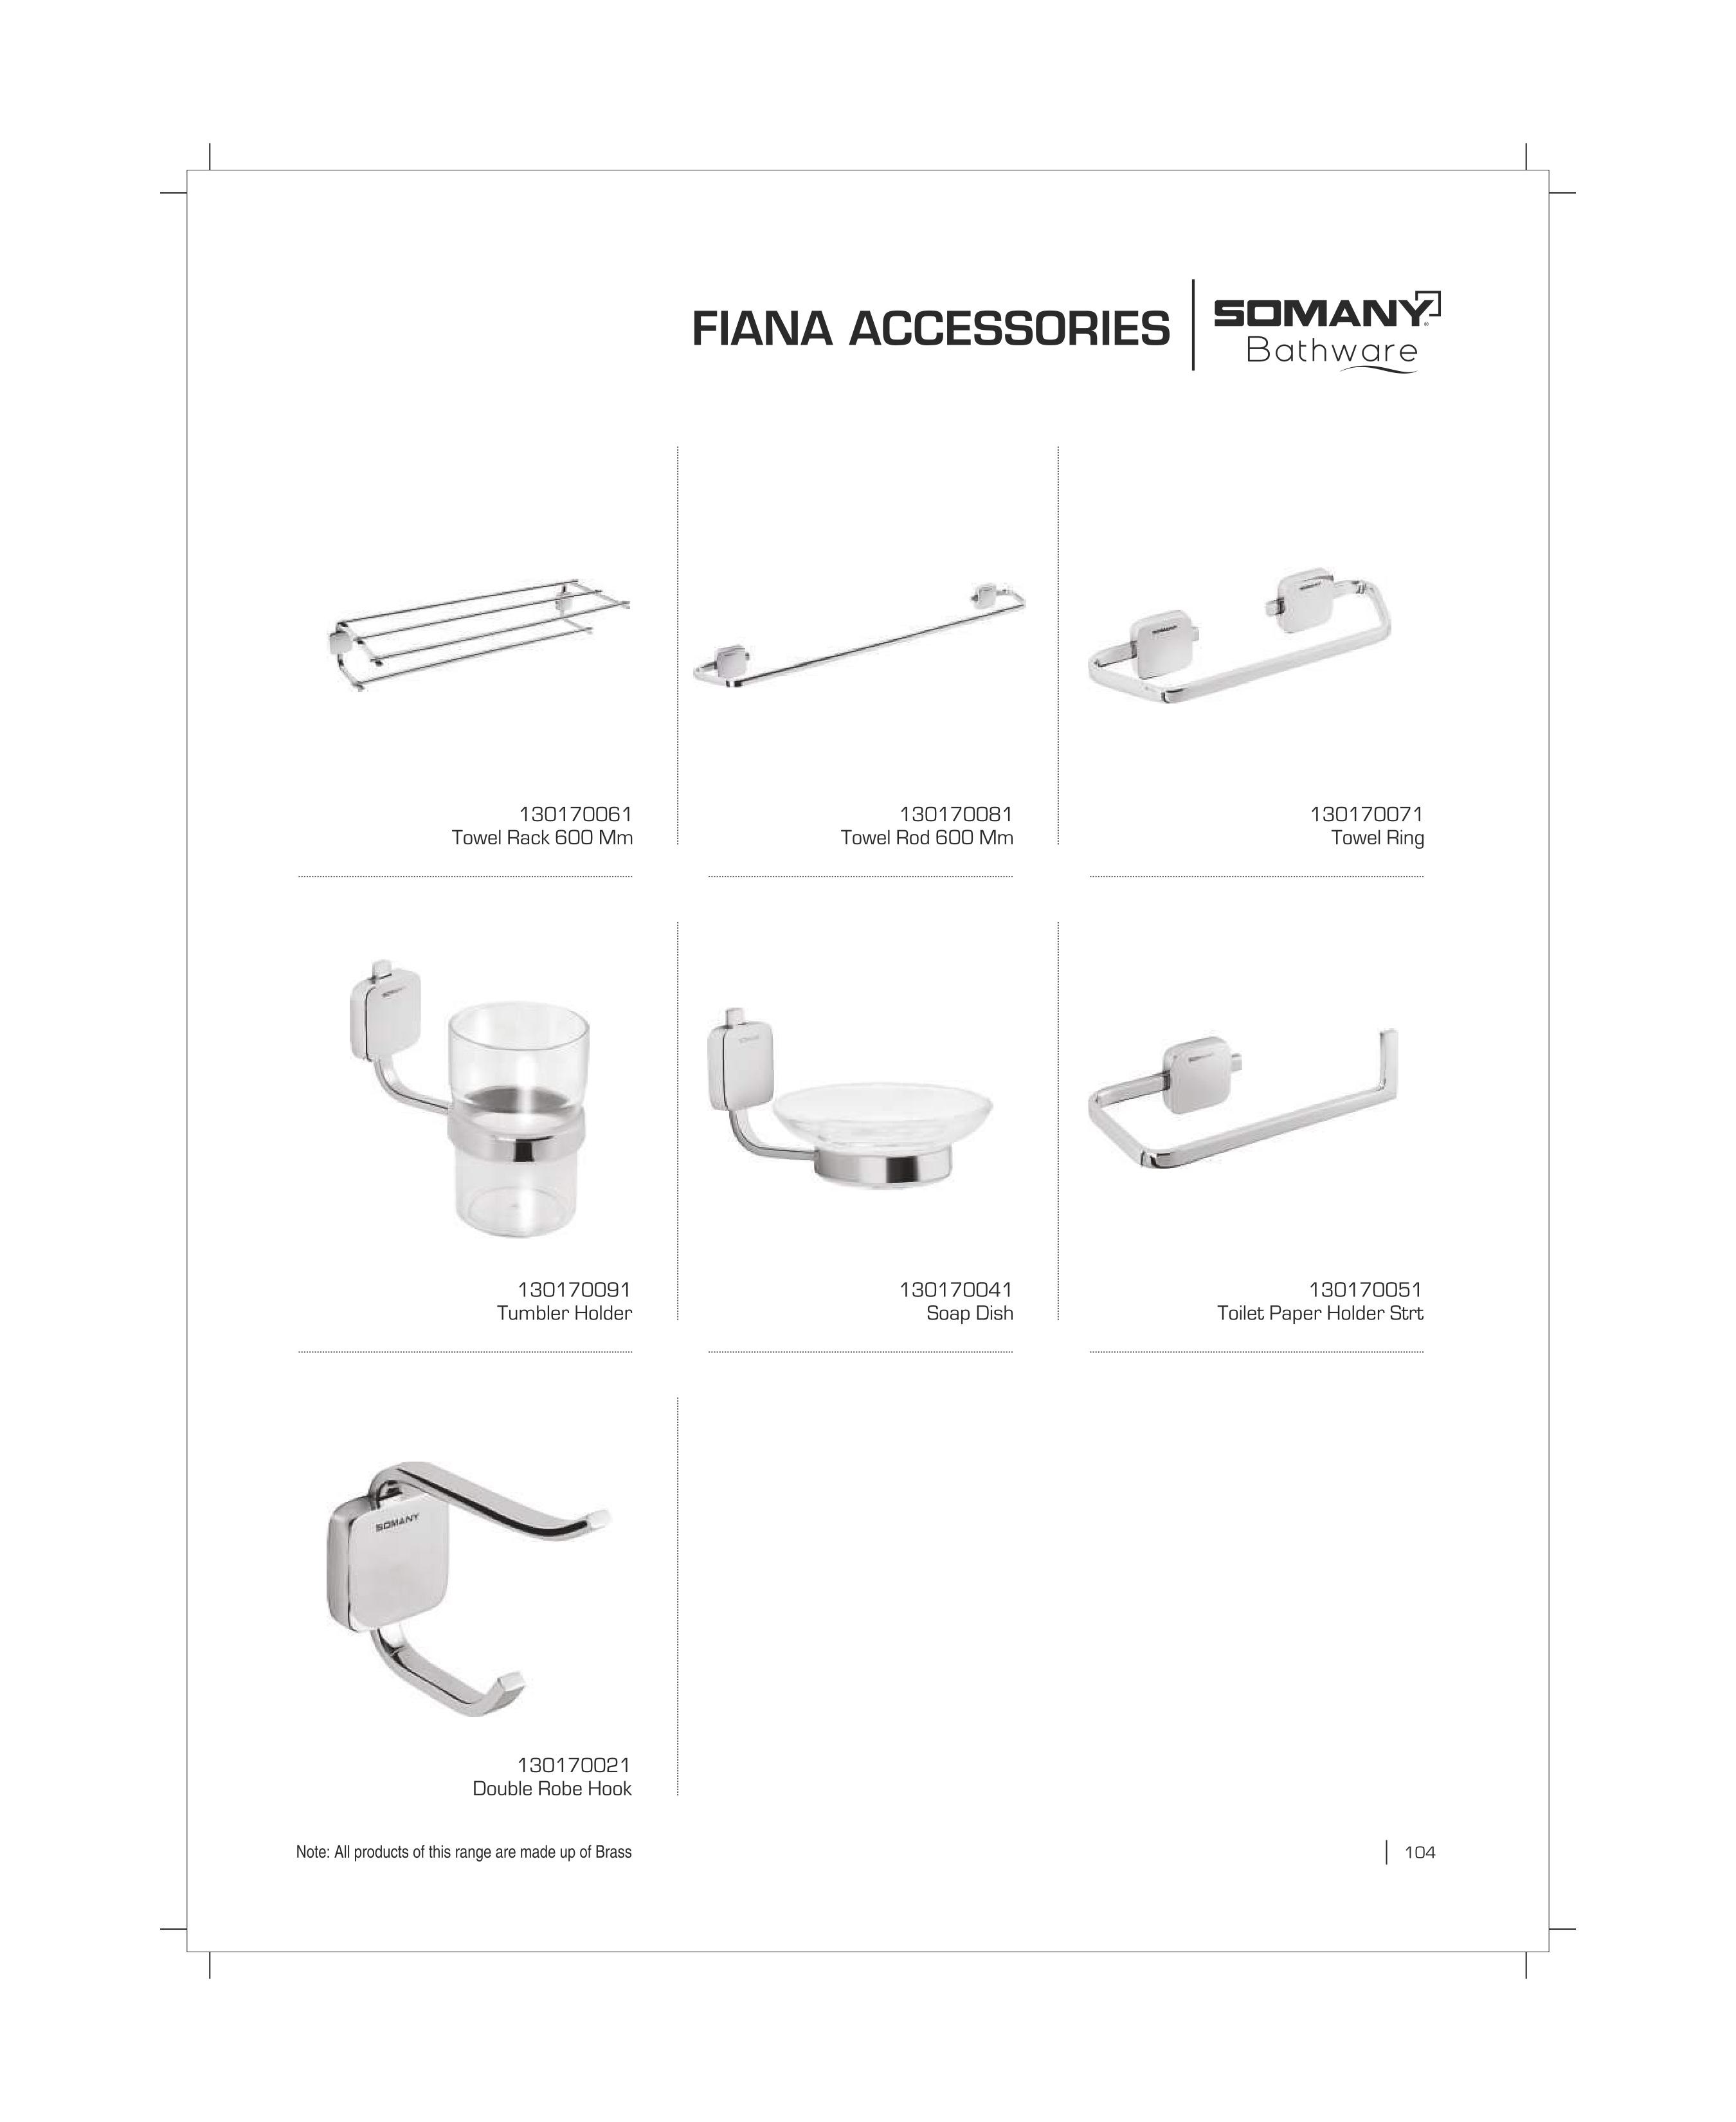 FIANA ACCESSORIES
SOMANY
Bathware
130170061
Towel Rack 600 Mm
130170081
Towel Rod 600 Mm
130170071
Towel Ring
130170091
Tumbler Holder
130170041
Soap Dish
130170051
Toilet Paper Holder Strt
SOMANY
130170021
Double Robe Hook
Note: All products of this range are made up of Brass
104